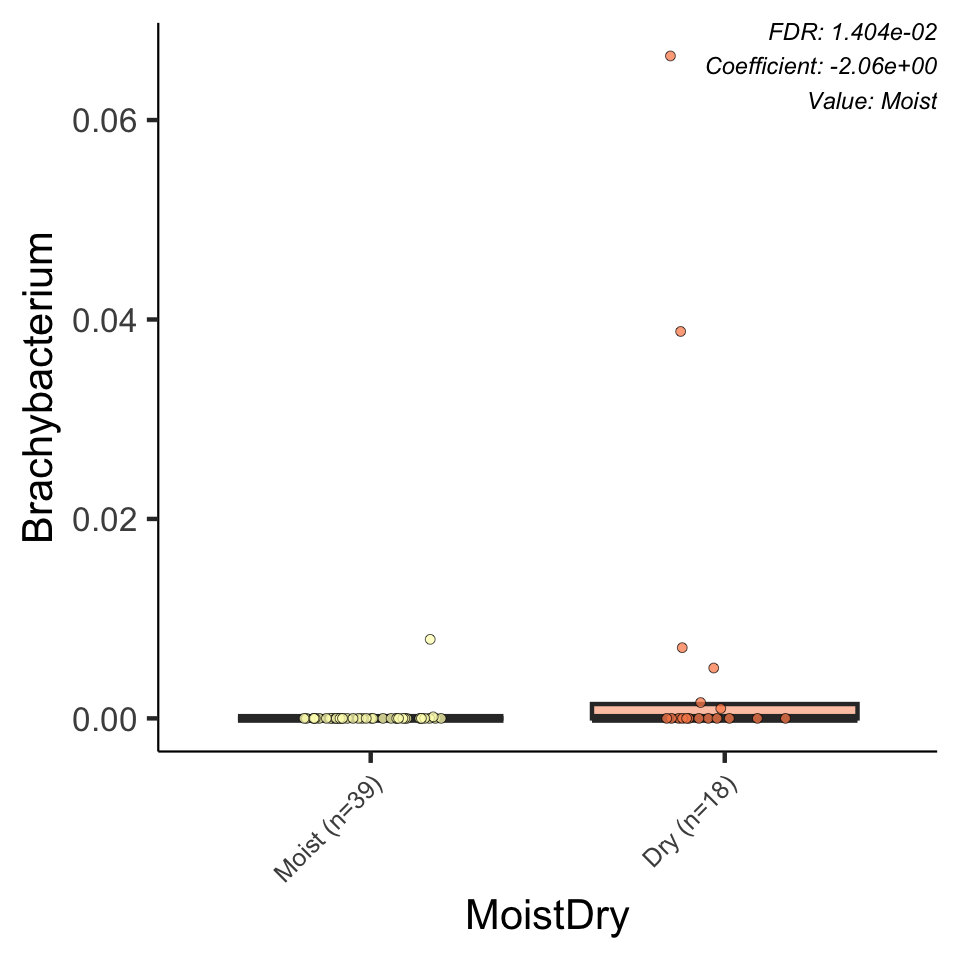 FDR: 1.404e-02
Coefficient: -2.06e+00
Value: Moist
Brachybacterium
0.06
0.04
0.02
0.00
Moist (n=39)
Dry (n=18)
MoistDry